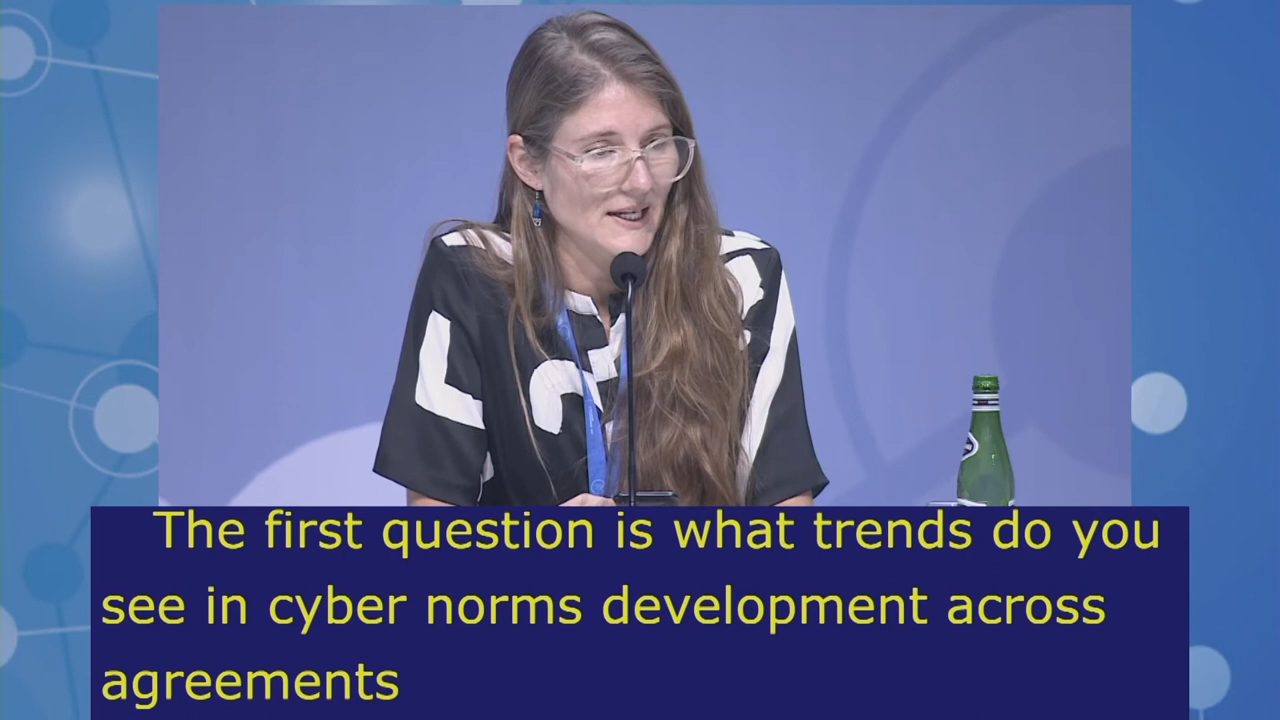 The first question is what trends do you
see in cyber norms development across
agreements